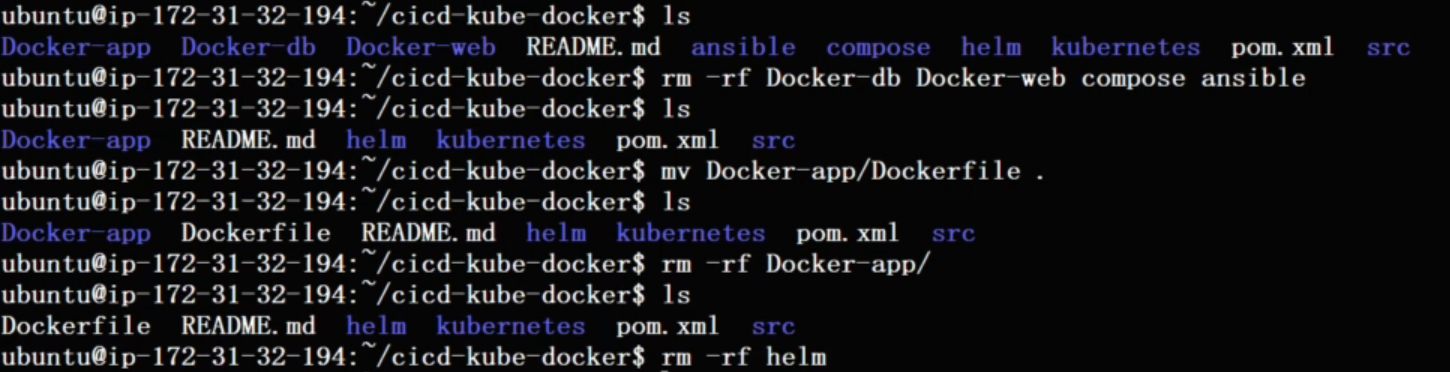 ubuntu@ip-172-31-32-194:~/cicd-kube-docker$ ls
Docker-app  Docker-db  Docker-web  README.md  ansible  compose  helm  kubernetes  pom.xml  src
ubuntu@ip-172-31-32-194:~/cicd-kube-docker$ rm -rf Docker-db Docker-web compose ansible
ubuntu@ip-172-31-32-194:~/cicd-kube-docker$ ls
Docker-app  README.md  helm  kubernetes  pom.xml  src
ubuntu@ip-172-31-32-194:~/cicd-kube-docker$ mv Docker-app/Dockerfile .
ubuntu@ip-172-31-32-194:~/cicd-kube-docker$ ls
Docker-app  Dockerfile  README.md  helm  kubernetes  pom.xml  src
ubuntu@ip-172-31-32-194:~/cicd-kube-docker$ rm -rf Docker-app/
ubuntu@ip-172-31-32-194:~/cicd-kube-docker$ ls
Dockerfile  README.md  helm  kubernetes  pom.xml  src
ubuntu@ip-172-31-32-194:~/cicd-kube-docker$ rm -rf helm